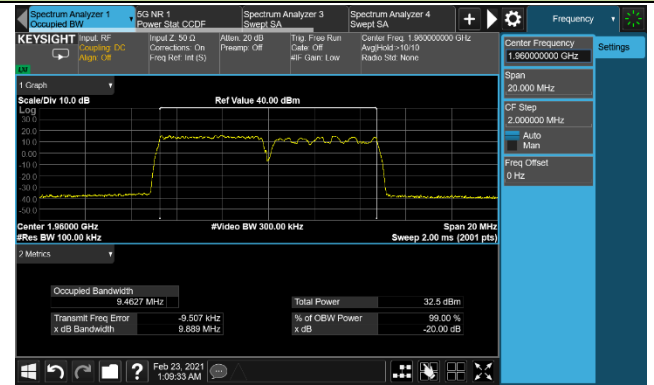 Spectrum Analyzer 1
Occupied BW
5G NR 1
Power Stat CCDF
Spectrum Analyzer 3
Swept SA
Spectrum Analyzer 4
Swept SA
+
Frequency
KEYSIGHT
Input: RF
Coupling: DC
Align: Off
Input Z: 50 Ω
Corrections: On
Freq Ref: Int (S)
Atten: 20 dB
Preamp: Off
Trig: Free Run
Gate: Off
#IF Gain: Low
Center Freq: 1.960000000 GHz
Avg|Hold:>10/10
Radio Std: None
LXI
Center Frequency
1.960000000 GHz
Settings
Span
20.000 MHz
CF Step
2.000000 MHz
Auto
Man
Freq Offset
0 Hz
1 Graph
Scale/Div 10.0 dB
Ref Value 40.00 dBm
Log
30.0
20.0
10.0
0.00
-10.0
-20.0
-30.0
-40.0
-50.0
Center 1.96000 GHz
#Video BW 300.00 kHz
Span 20 MHz
#Res BW 100.00 kHz
Sweep 2.00 ms (2001 pts)
2 Metrics
Occupied Bandwidth
9.4627 MHz
Total Power
32.5 dBm
Transmit Freq Error
-9.507 kHz
% of OBW Power
99.00 %
x dB Bandwidth
9.889 MHz
x dB
-20.00 dB
?
Feb 23, 2021
1:09:33 AM